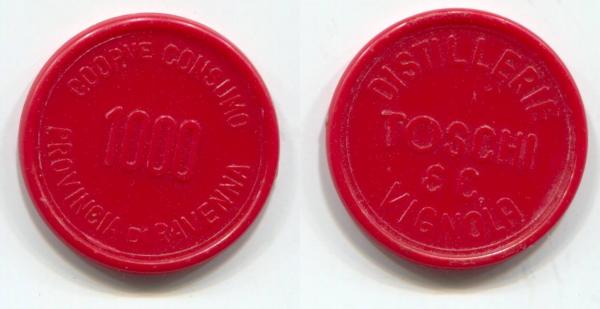 COOP.VE CONSUMO
1000
PROVINCIA DI RAVENNA
DISTILLERIE
TOSCHI
& C.
VIGNOLA